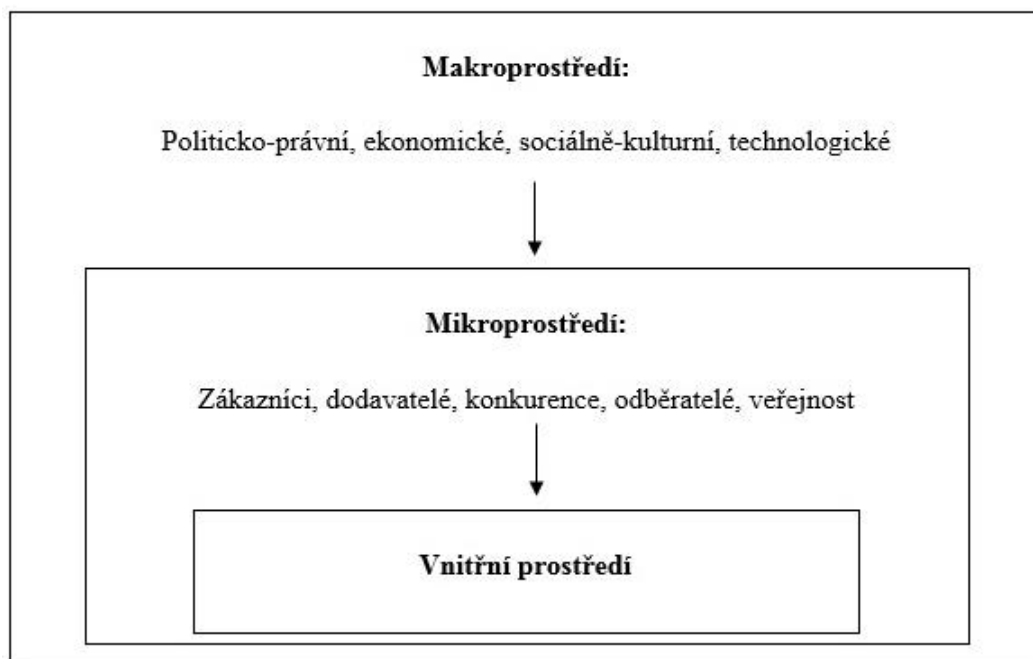 Makroprostředí:
Politicko-právní, ekonomické, sociálně-kulturní, technologické
Mikroprostředí:
Zákazníci, dodavatelé, konkurence, odběratelé, veřejnost
Vnitřní prostředí